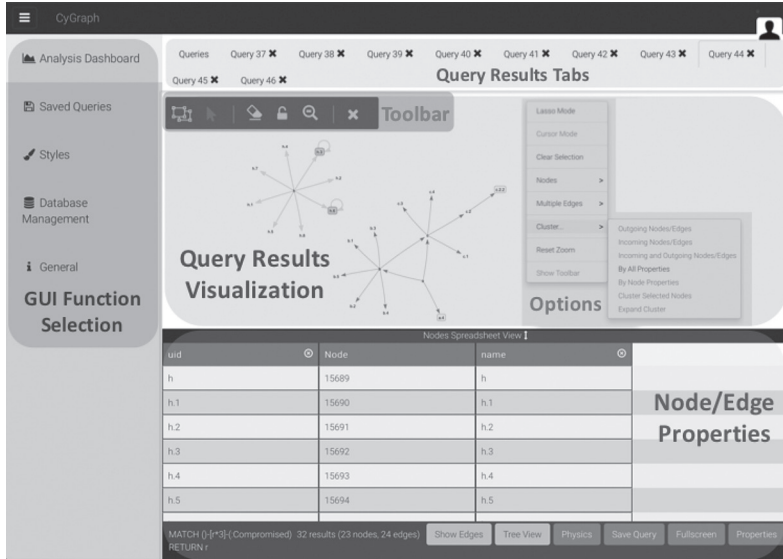 CyGraph
Analysis Dashboard
Saved Queries
Styles
Database
Management
General
GUI Function
Selection
Queries Query 37 Query 38 Query 39 Query 40 Query 41 Query 42 Query 43 Query 44
Query 45 Query 46
Query Results Tabs
Toolbar
Query Results
Visualization
Lasso Mode
Cursor Mode
Clear Selection
Nodes >
Multiple Edges >
Cluster... >
Reset Zoom
Show Toolbar
Options
Outgoing Nodes/Edges
Incoming Nodes/Edges
Incoming and Outgoing Nodes/Edges
By All Properties
By Node Properties
Cluster Selected Nodes
Expand Cluster
Nodes Spreadsheet View
uid Node name
h 15689 h
h.1 15690 h.1
h.2 15691 h.2
h.3 15692 h.3
h.4 15693 h.4
h.5 15694 h.5
Node/Edge
Properties
MATCH ()-[r*3]-(:Compromised) 32 results (23 nodes, 24 edges) Show Edges Tree View Physics Save Query Fullscreen Properties
RETURN r